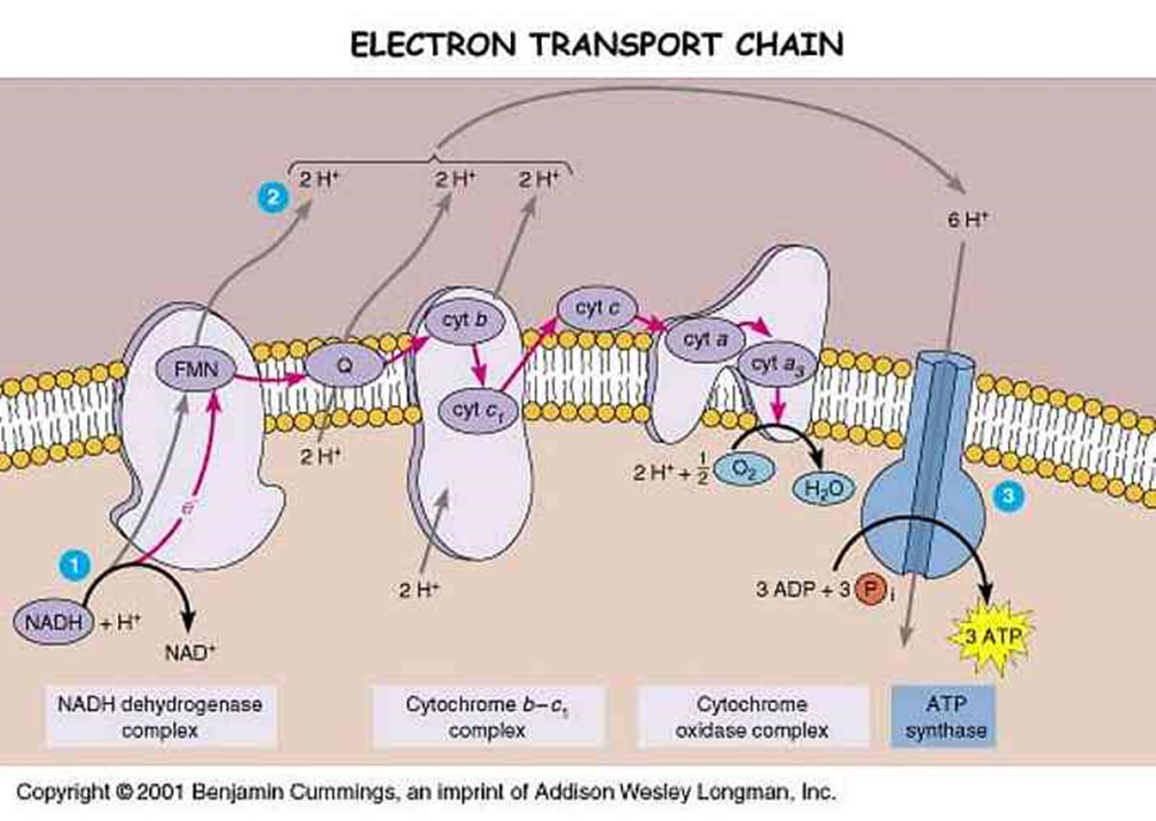 ELECTRON TRANSPORT CHAIN
2
2 H⁺
2 H⁺
2 H⁺
6 H⁺
FMN
Q
cyt b
cyt c₁
cyt c
cyt a
cyt a₃
2 H⁺
e⁻
2 H⁺ + 1/2 O₂
H₂O
3
1
NADH + H⁺
NAD⁺
2 H⁺
3 ADP + 3 P i
3 ATP
NADH dehydrogenase
complex
Cytochrome b–c₁
complex
Cytochrome
oxidase complex
ATP
synthase
Copyright © 2001 Benjamin Cummings, an imprint of Addison Wesley Longman, Inc.